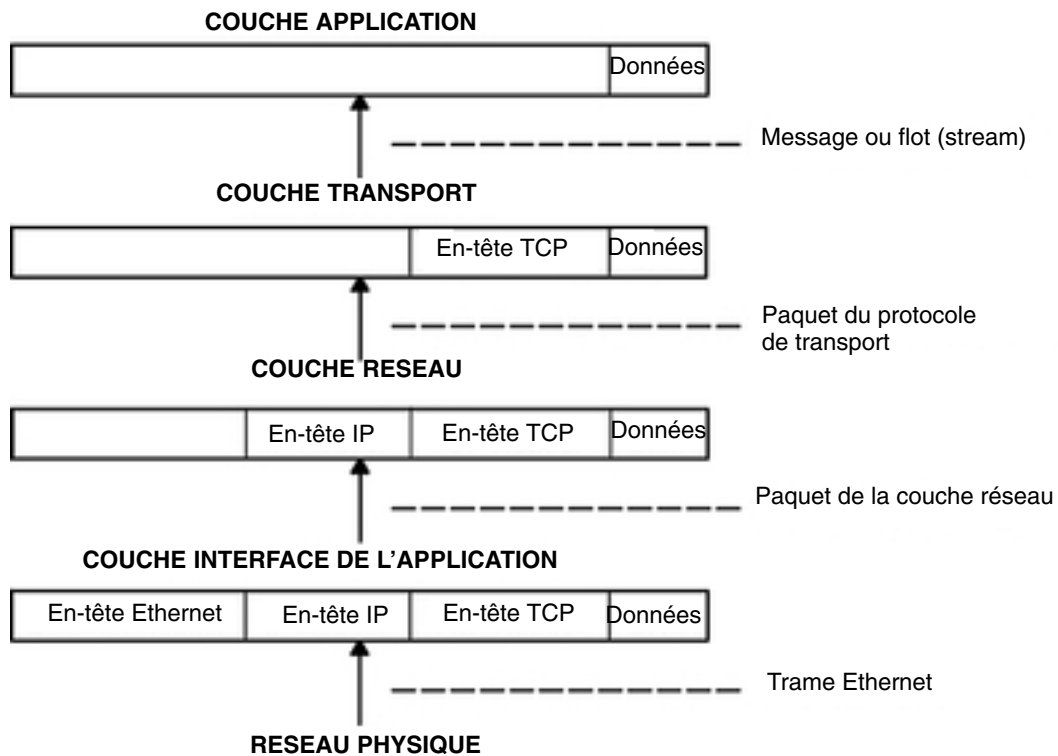 COUCHE APPLICATION
Données
Message ou flot (stream)
COUCHE TRANSPORT
En-tête TCP Données
Paquet du protocole
de transport
COUCHE RESEAU
En-tête IP En-tête TCP Données
Paquet de la couche réseau
COUCHE INTERFACE DE L'APPLICATION
En-tête Ethernet En-tête IP En-tête TCP Données
Trame Ethernet
RESEAU PHYSIQUE